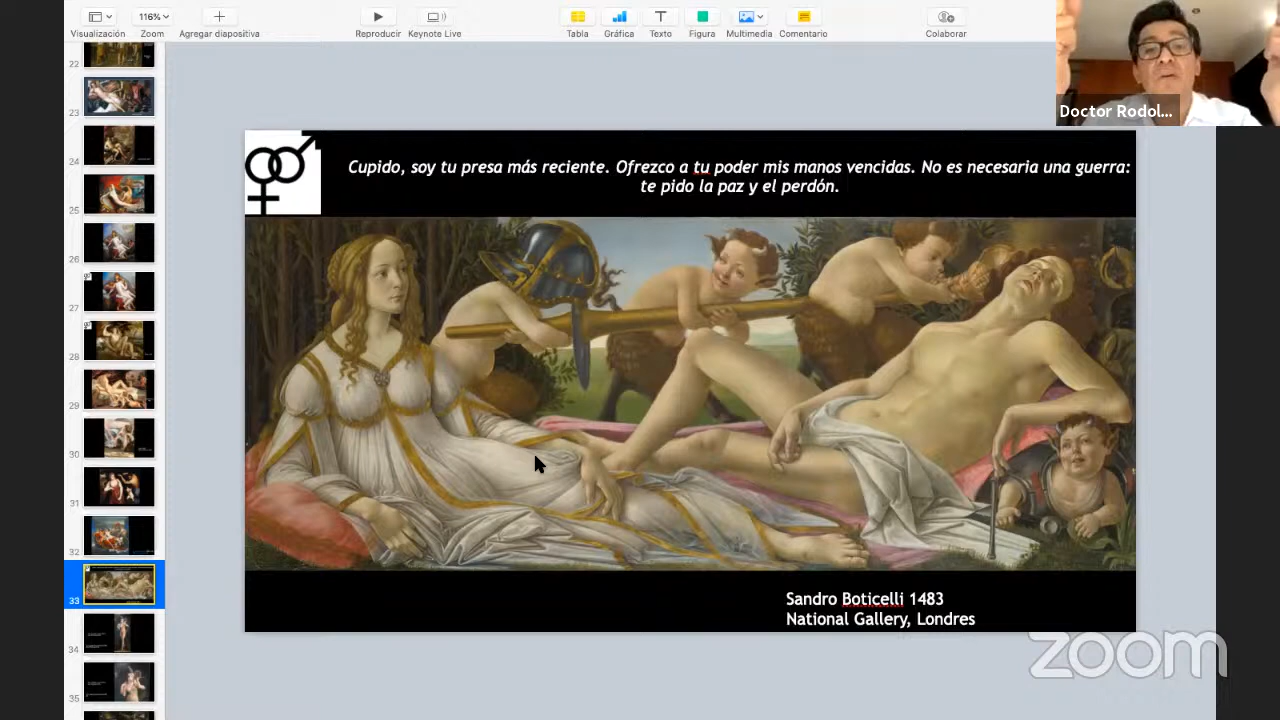 116%
Visualización
Zoom
Agregar diapositiva
Reproducir
Keynote Live
Tabla
Gráfica
Texto
Figura
Multimedia
Comentario
Colaborar
Doctor Rodol...
22
23
24
25
26
27
28
29
30
31
32
33
34
35
Cupido, soy tu presa más reciente. Ofrezco a tu poder mis manos vencidas. No es necesaria una guerra:
te pido la paz y el perdón.
Sandro Boticelli 1483
National Gallery, Londres
zoom